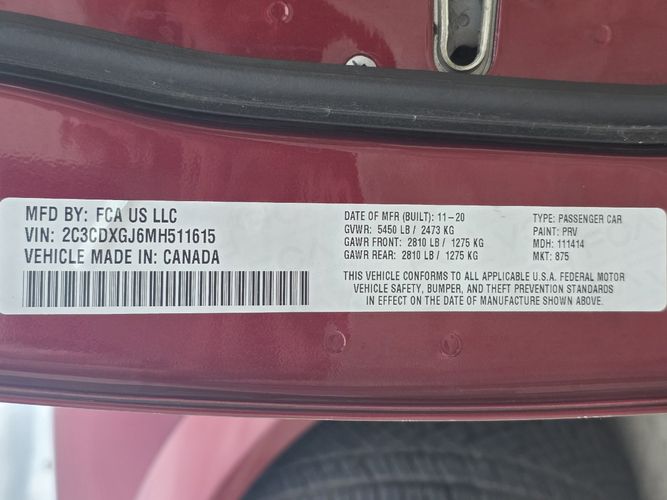 MFD BY: FCA US LLC
VIN: 2C3CDXGJ6MH511615
VEHICLE MADE IN: CANADA
DATE OF MFR (BUILT): 11-20
GVWR: 5450 LB / 2473 KG
GAWR FRONT: 2810 LB / 1275 KG
GAWR REAR: 2810 LB / 1275 KG
TYPE: PASSENGER CAR
PAINT: PRV
MDH: 111414
MKT: 875
THIS VEHICLE CONFORMS TO ALL APPLICABLE U.S.A. FEDERAL MOTOR
VEHICLE SAFETY, BUMPER, AND THEFT PREVENTION STANDARDS
IN EFFECT ON THE DATE OF MANUFACTURE SHOWN ABOVE.